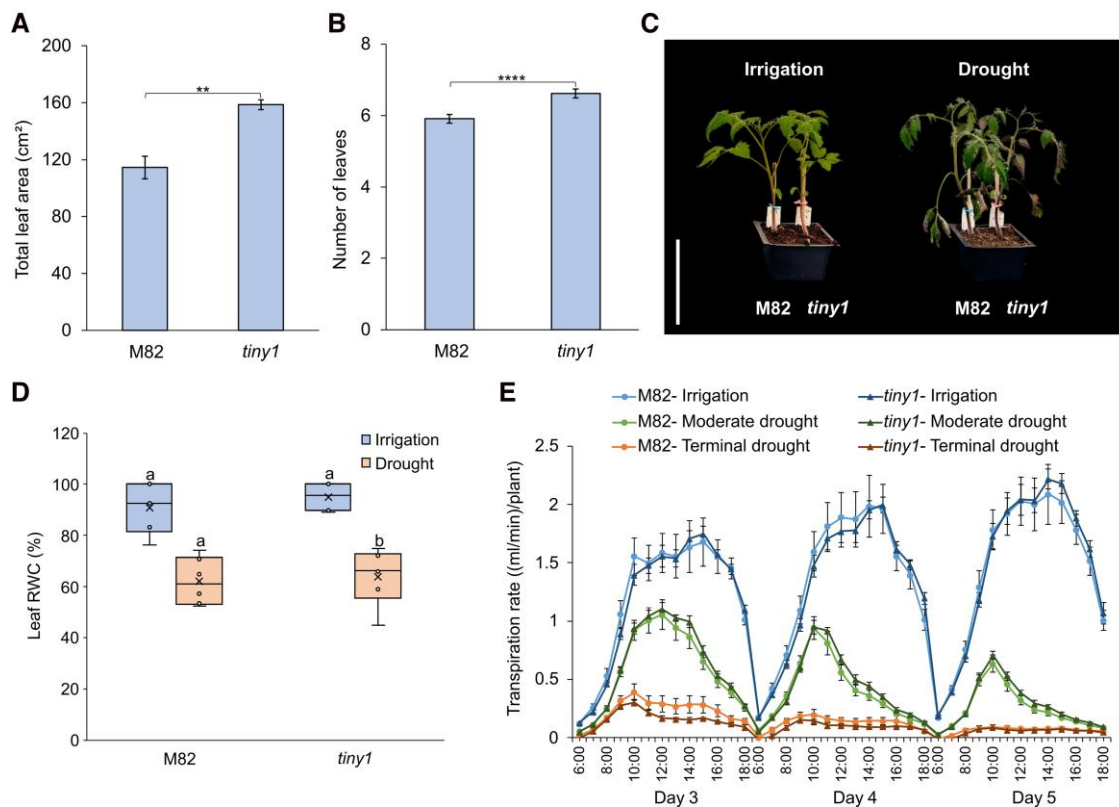 A
Total leaf area (cm²)
160
120
80
40
0
**
M82
tiny1
B
Number of leaves
8
6
4
2
0
****
M82
tiny1
C
Irrigation
Drought
M82 tiny1
M82 tiny1
D
Leaf RWC (%)
120
100
80
60
40
20
0
Irrigation
Drought
a
a
a
b
M82
tiny1
E
M82- Irrigation
tiny1- Irrigation
M82- Moderate drought
tiny1- Moderate drought
M82- Terminal drought
tiny1- Terminal drought
Transpiration rate ((ml/min)/plant)
2.5
2
1.5
1
0.5
0
6:00 8:00 10:00 12:00 14:00 16:00 18:00 6:00 8:00 10:00 12:00 14:00 16:00 18:00 6:00 8:00 10:00 12:00 14:00 16:00 18:00
Day 3
Day 4
Day 5